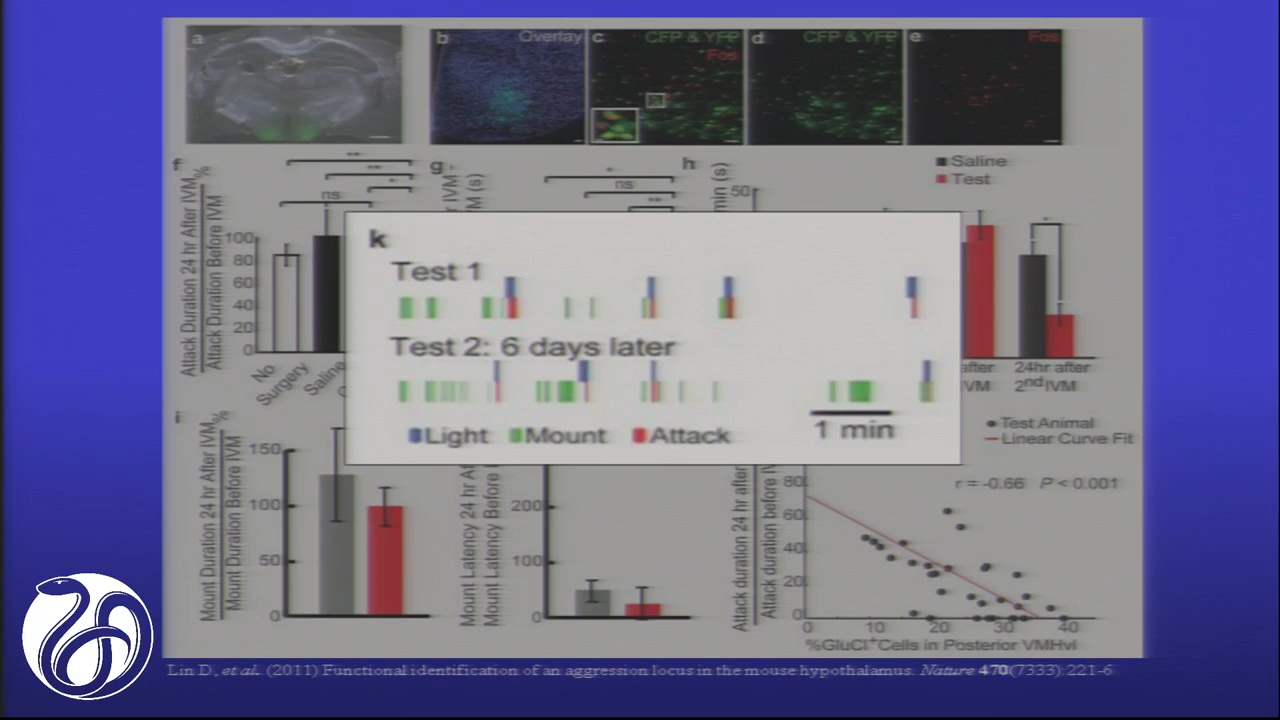 a
b
Overlay
c
CFP & YFP
Fos
d
CFP & YFP
e
Fos
f
%
Attack Duration 24 hr After IVM
Attack Duration Before IVM
100
80
60
40
20
0
ns
**
**
*
No
Surgery
Saline
g
*
ns
**
h
50
Saline
Test
*
after
IVM
24hr after
2nd IVM
k
Test 1
Test 2: 6 days later
Light Mount Attack
1 min
%
Mount Duration 24 hr After IVM
Mount Duration Before IVM
150
100
50
0
Mount Latency 24 hr
Mount Latency Before
200
100
0
Attack duration 24 hr after
Attack duration before
80
60
40
20
0
0 10 20 30 40
%GluCl+Cells in Posterior VMHvl
Test Animal
Linear Curve Fit
r = -0.66 P < 0.001
Lin D., et al. (2011) Functional identification of an aggression locus in the mouse hypothalamus. Nature 470(7333):221-6